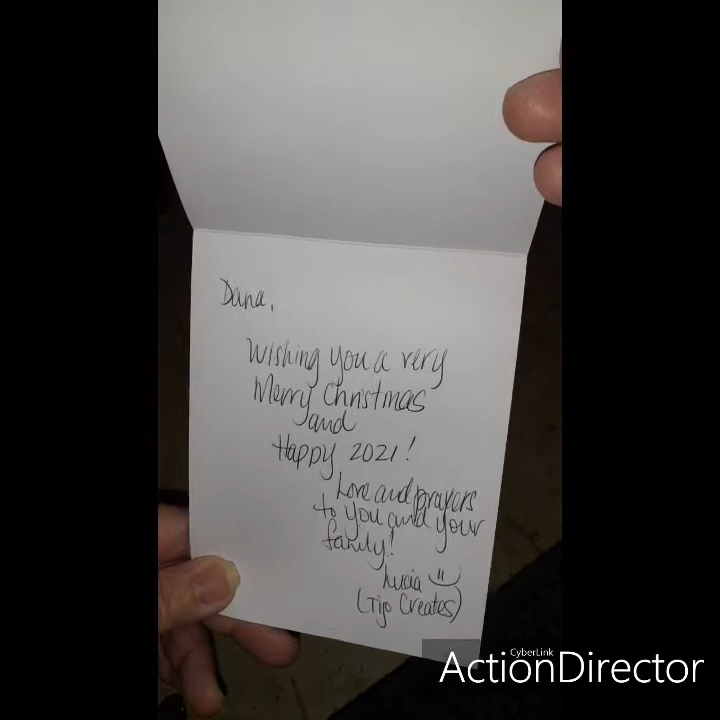 Dana,
Wishing you a very
Merry Christmas
and
Happy 2021!
Love and prayers
to you and your
family!
Lucia
(Tijo Creates)
CyberLink
ActionDirector